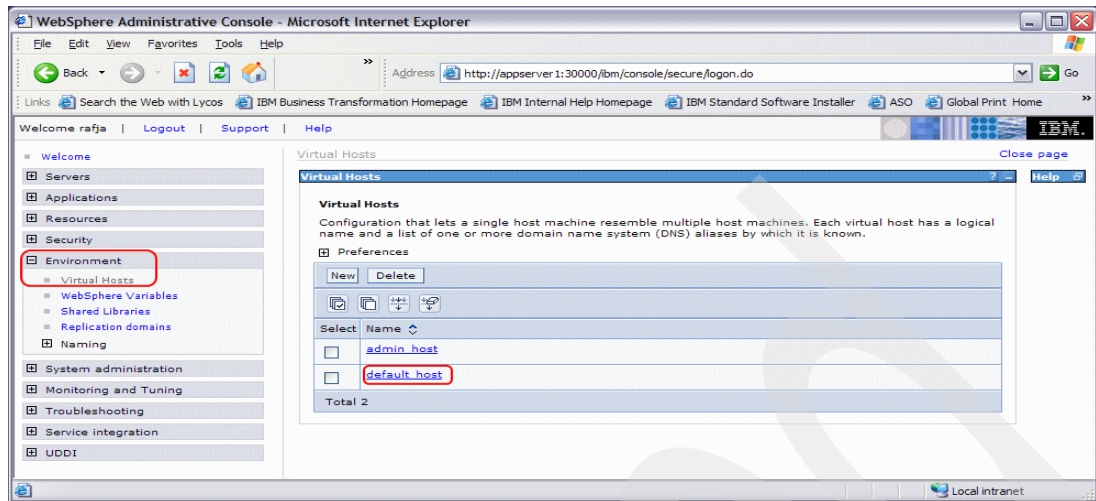 WebSphere Administrative Console - Microsoft Internet Explorer
File Edit View Favorites Tools Help
Back » Address http://appserver1:30000/ibm/console/secure/logon.do Go
Links Search the Web with Lycos IBM Business Transformation Homepage IBM Internal Help Homepage IBM Standard Software Installer ASO Global Print Home »
Welcome rafja | Logout | Support | Help IBM.
Welcome
Servers
Applications
Resources
Security
Environment
Virtual Hosts
WebSphere Variables
Shared Libraries
Replication domains
Naming
System administration
Monitoring and Tuning
Troubleshooting
Service integration
UDDI
Virtual Hosts Close page
Virtual Hosts ? - Help
Virtual Hosts
Configuration that lets a single host machine resemble multiple host machines. Each virtual host has a logical
name and a list of one or more domain name system (DNS) aliases by which it is known.
Preferences
New Delete
Select Name
admin_host
default_host
Total 2
Local intranet